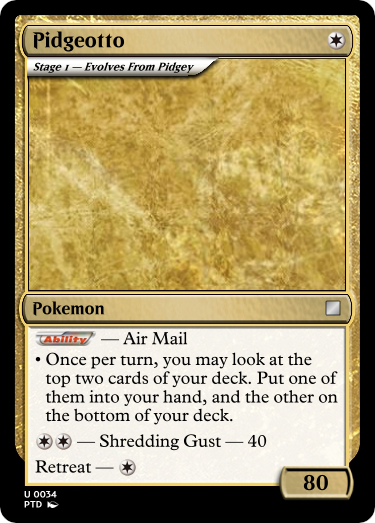 Pidgeotto
Stage 1 — Evolves From Pidgey
Pokemon
Ability — Air Mail
• Once per turn, you may look at the
top two cards of your deck. Put one of
them into your hand, and the other on
the bottom of your deck.
— Shredding Gust — 40
Retreat —
80
U 0034
PTD